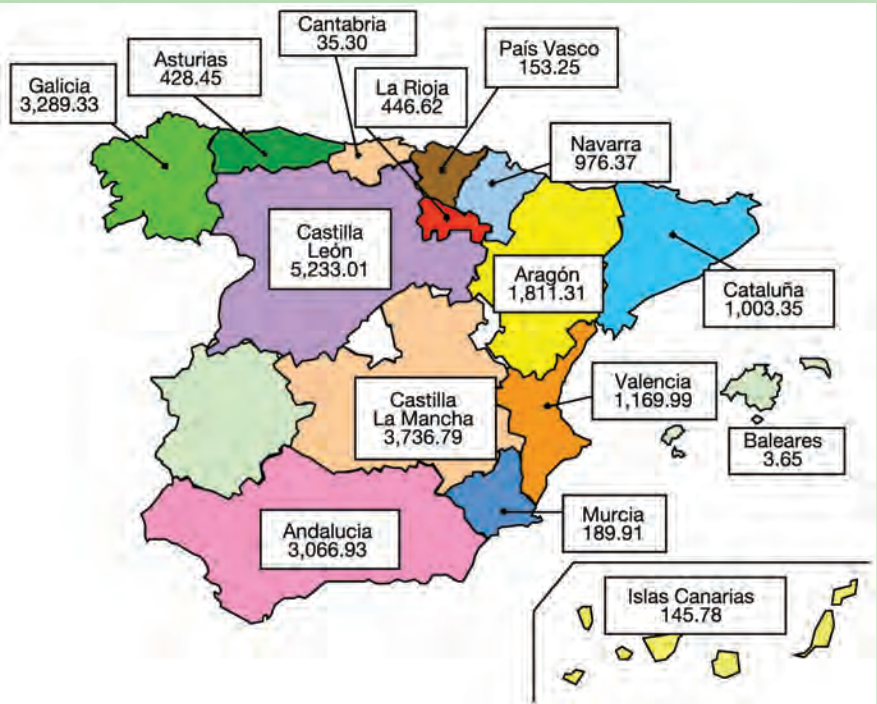 Cantabria
35.30
País Vasco
153.25
Asturias
428.45
Galicia
3,289.33
La Rioja
446.62
Navarra
976.37
Castilla
León
5,233.01
Aragón
1,811.31
Cataluña
1,003.35
Castilla
La Mancha
3,736.79
Valencia
1,169.99
Baleares
3.65
Andalucia
3,066.93
Murcia
189.91
Islas Canarias
145.78